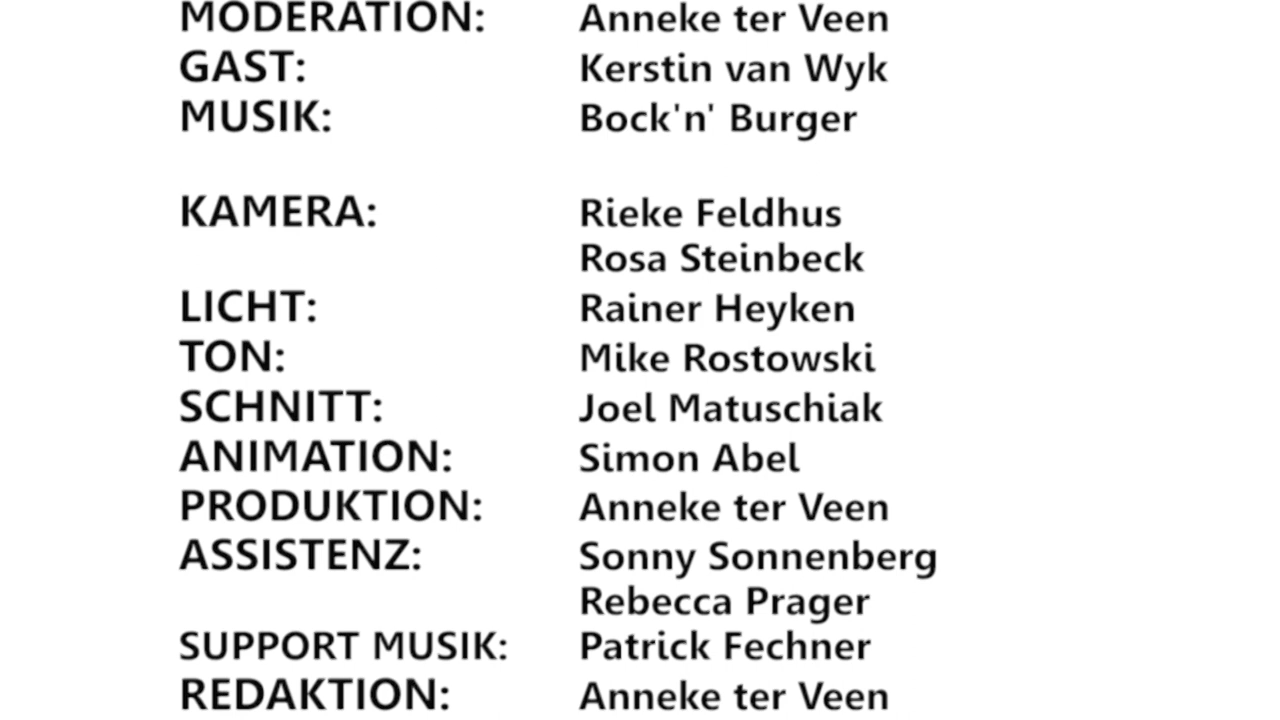 MODERATION: Anneke ter Veen
GAST: Kerstin van Wyk
MUSIK: Bock'n' Burger
KAMERA: Rieke Feldhus
Rosa Steinbeck
LICHT: Rainer Heyken
TON: Mike Rostowski
SCHNITT: Joel Matuschiak
ANIMATION: Simon Abel
PRODUKTION: Anneke ter Veen
ASSISTENZ: Sonny Sonnenberg
Rebecca Prager
SUPPORT MUSIK: Patrick Fechner
REDAKTION: Anneke ter Veen